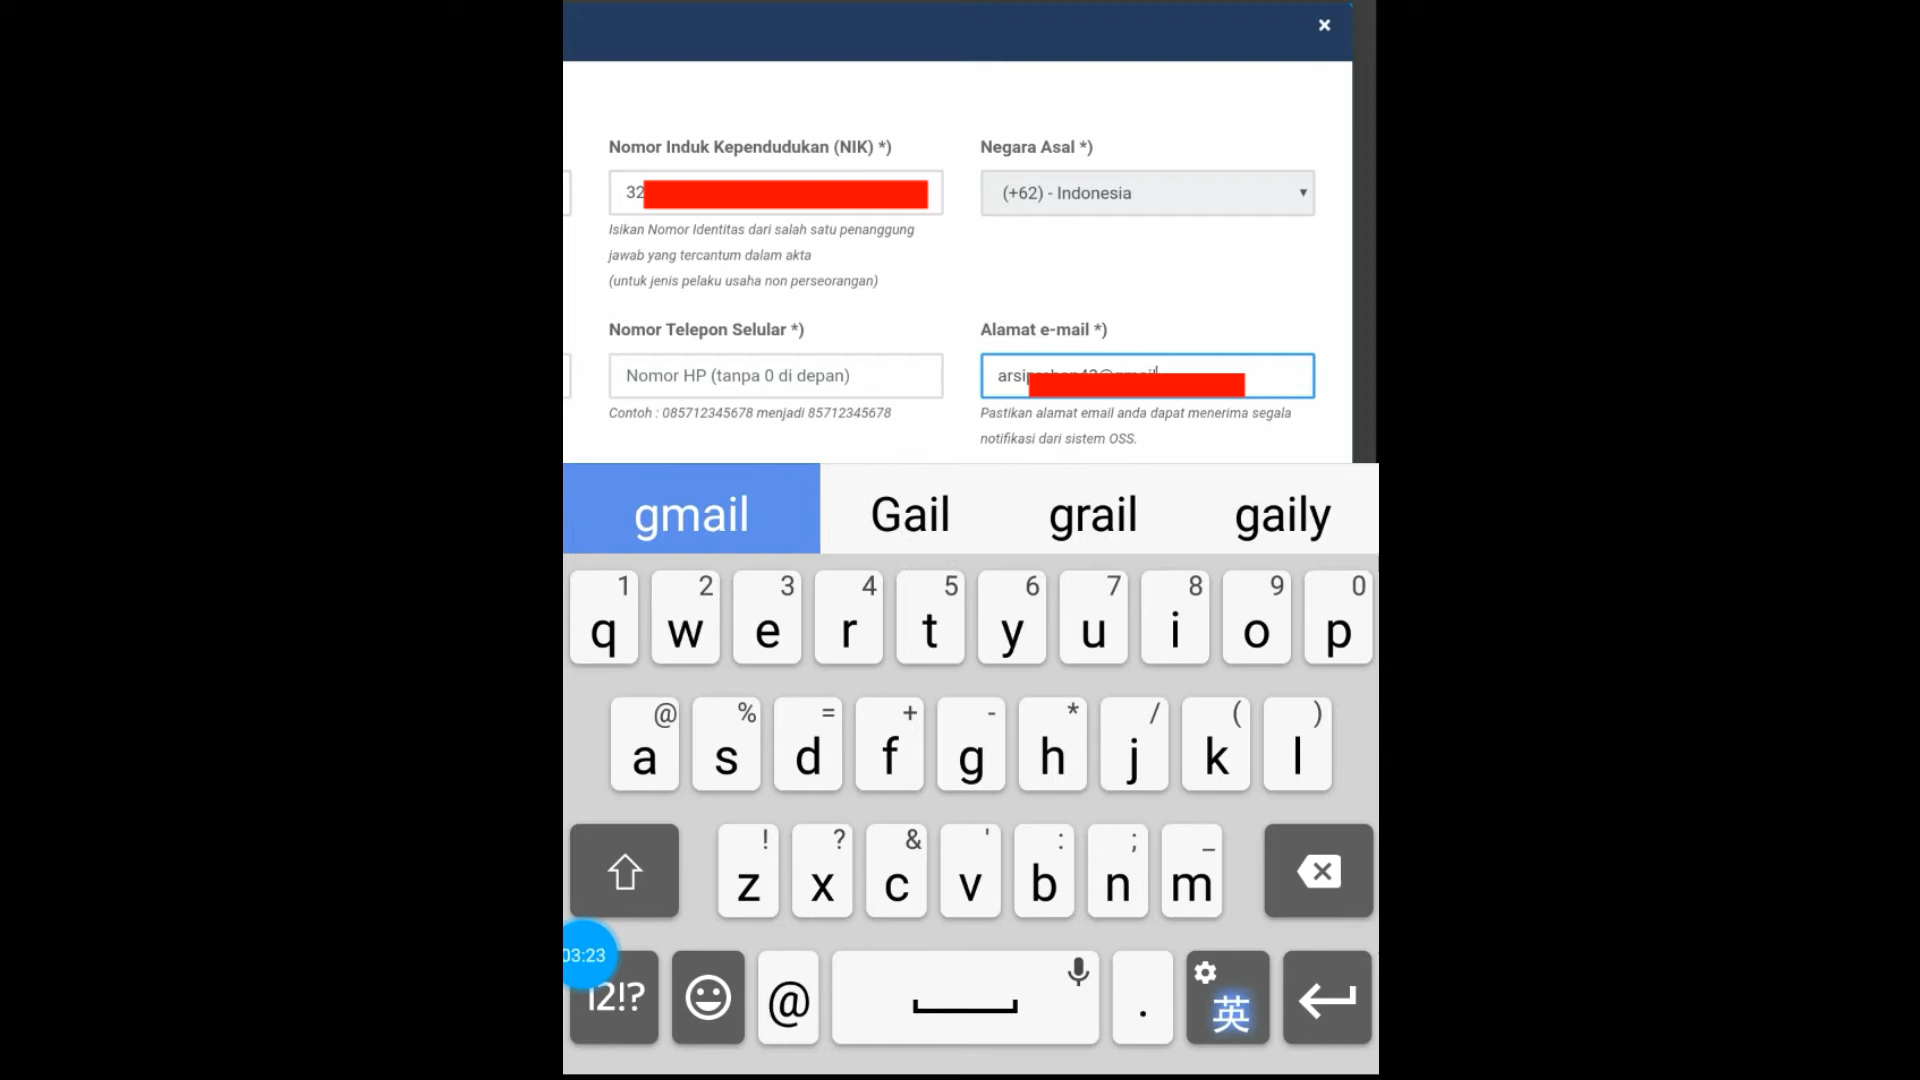 ×
Nomor Induk Kependudukan (NIK) *)
Negara Asal *)
32
(+62) - Indonesia
Isikan Nomor Identitas dari salah satu penanggung
jawab yang tercantum dalam akta
(untuk jenis pelaku usaha non perseorangan)
Nomor Telepon Selular *)
Alamat e-mail *)
Nomor HP (tanpa 0 di depan)
Contoh : 085712345678 menjadi 85712345678
Pastikan alamat email anda dapat menerima segala
notifikasi dari sistem OSS.
gmail Gail grail gaily
1 2 3 4 5 6 7 8 9 0
q w e r t y u i o p
@ % = + - * / ( )
a s d f g h j k l
! ? & ' : ; _
z x c v b n m
03:23
12!? @ . 英